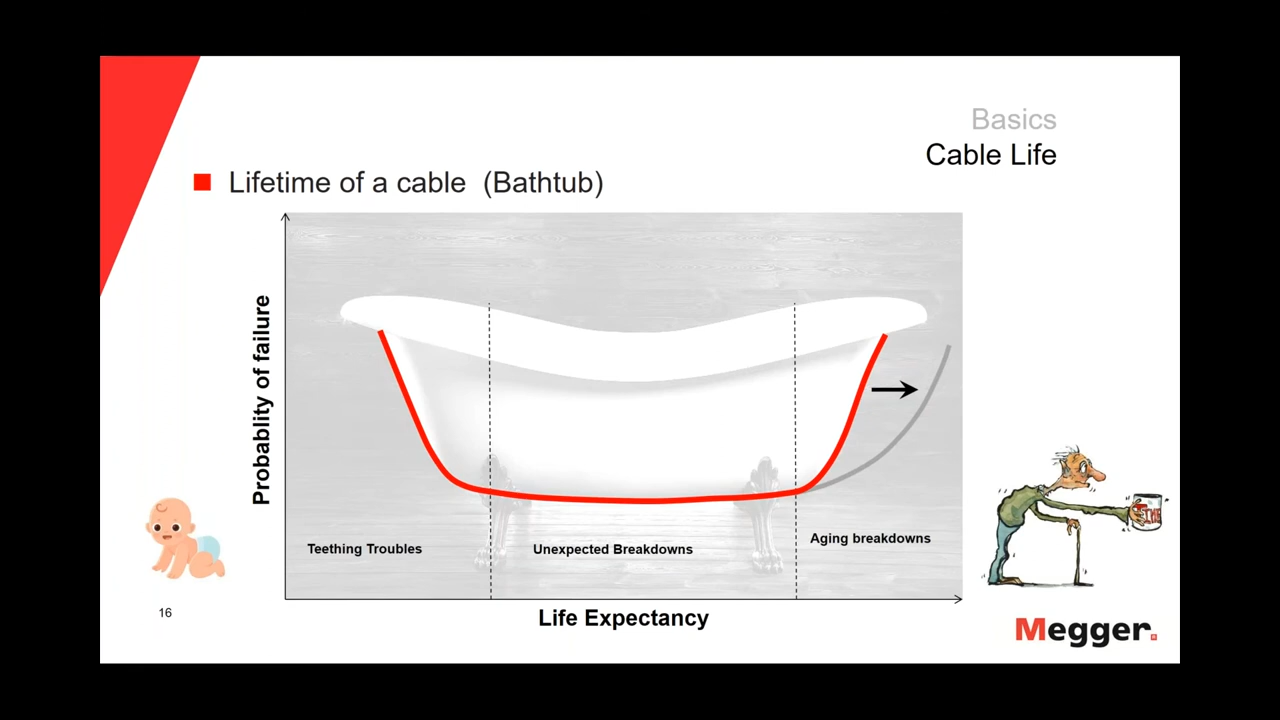 Basics
Cable Life
Lifetime of a cable (Bathtub)
Probablity of failure
Teething Troubles
Unexpected Breakdowns
Aging breakdowns
Life Expectancy
16
Megger.